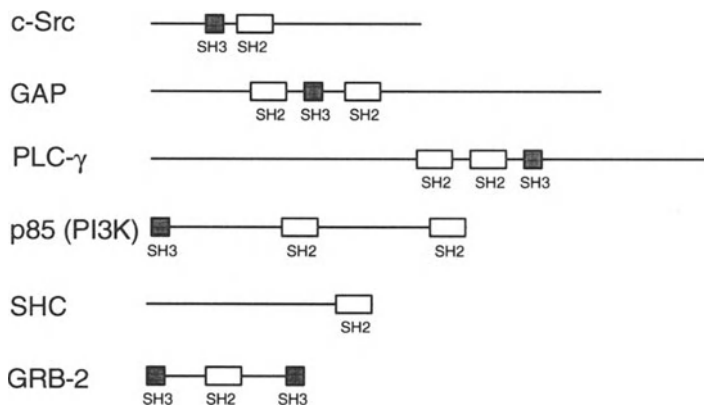 c-Src
SH3 SH2
GAP
SH2 SH3 SH2
PLC-γ
SH2 SH2 SH3
p85 (PI3K)
SH3 SH2 SH2
SHC
SH2
GRB-2
SH3 SH2 SH3